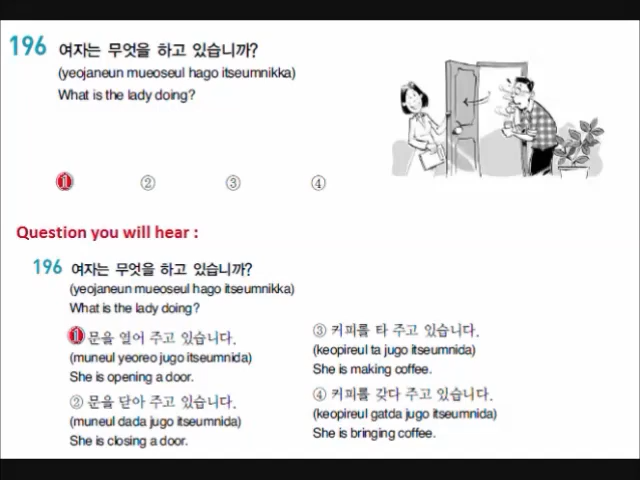 196 여자는 무엇을 하고 있습니까?
(yeojaneun mueoseul hago itseumnikka)
What is the lady doing?
① ② ③ ④
Question you will hear :
196 여자는 무엇을 하고 있습니까?
(yeojaneun mueoseul hago itseumnikka)
What is the lady doing?
① 문을 열어 주고 있습니다.
(muneul yeoreo jugo itseumnida)
She is opening a door.
② 문을 닫아 주고 있습니다.
(muneul dada jugo itseumnida)
She is closing a door.
③ 커피를 타 주고 있습니다.
(keopireul ta jugo itseumnida)
She is making coffee.
④ 커피를 갖다 주고 있습니다.
(keopireul gatda jugo itseumnida)
She is bringing coffee.